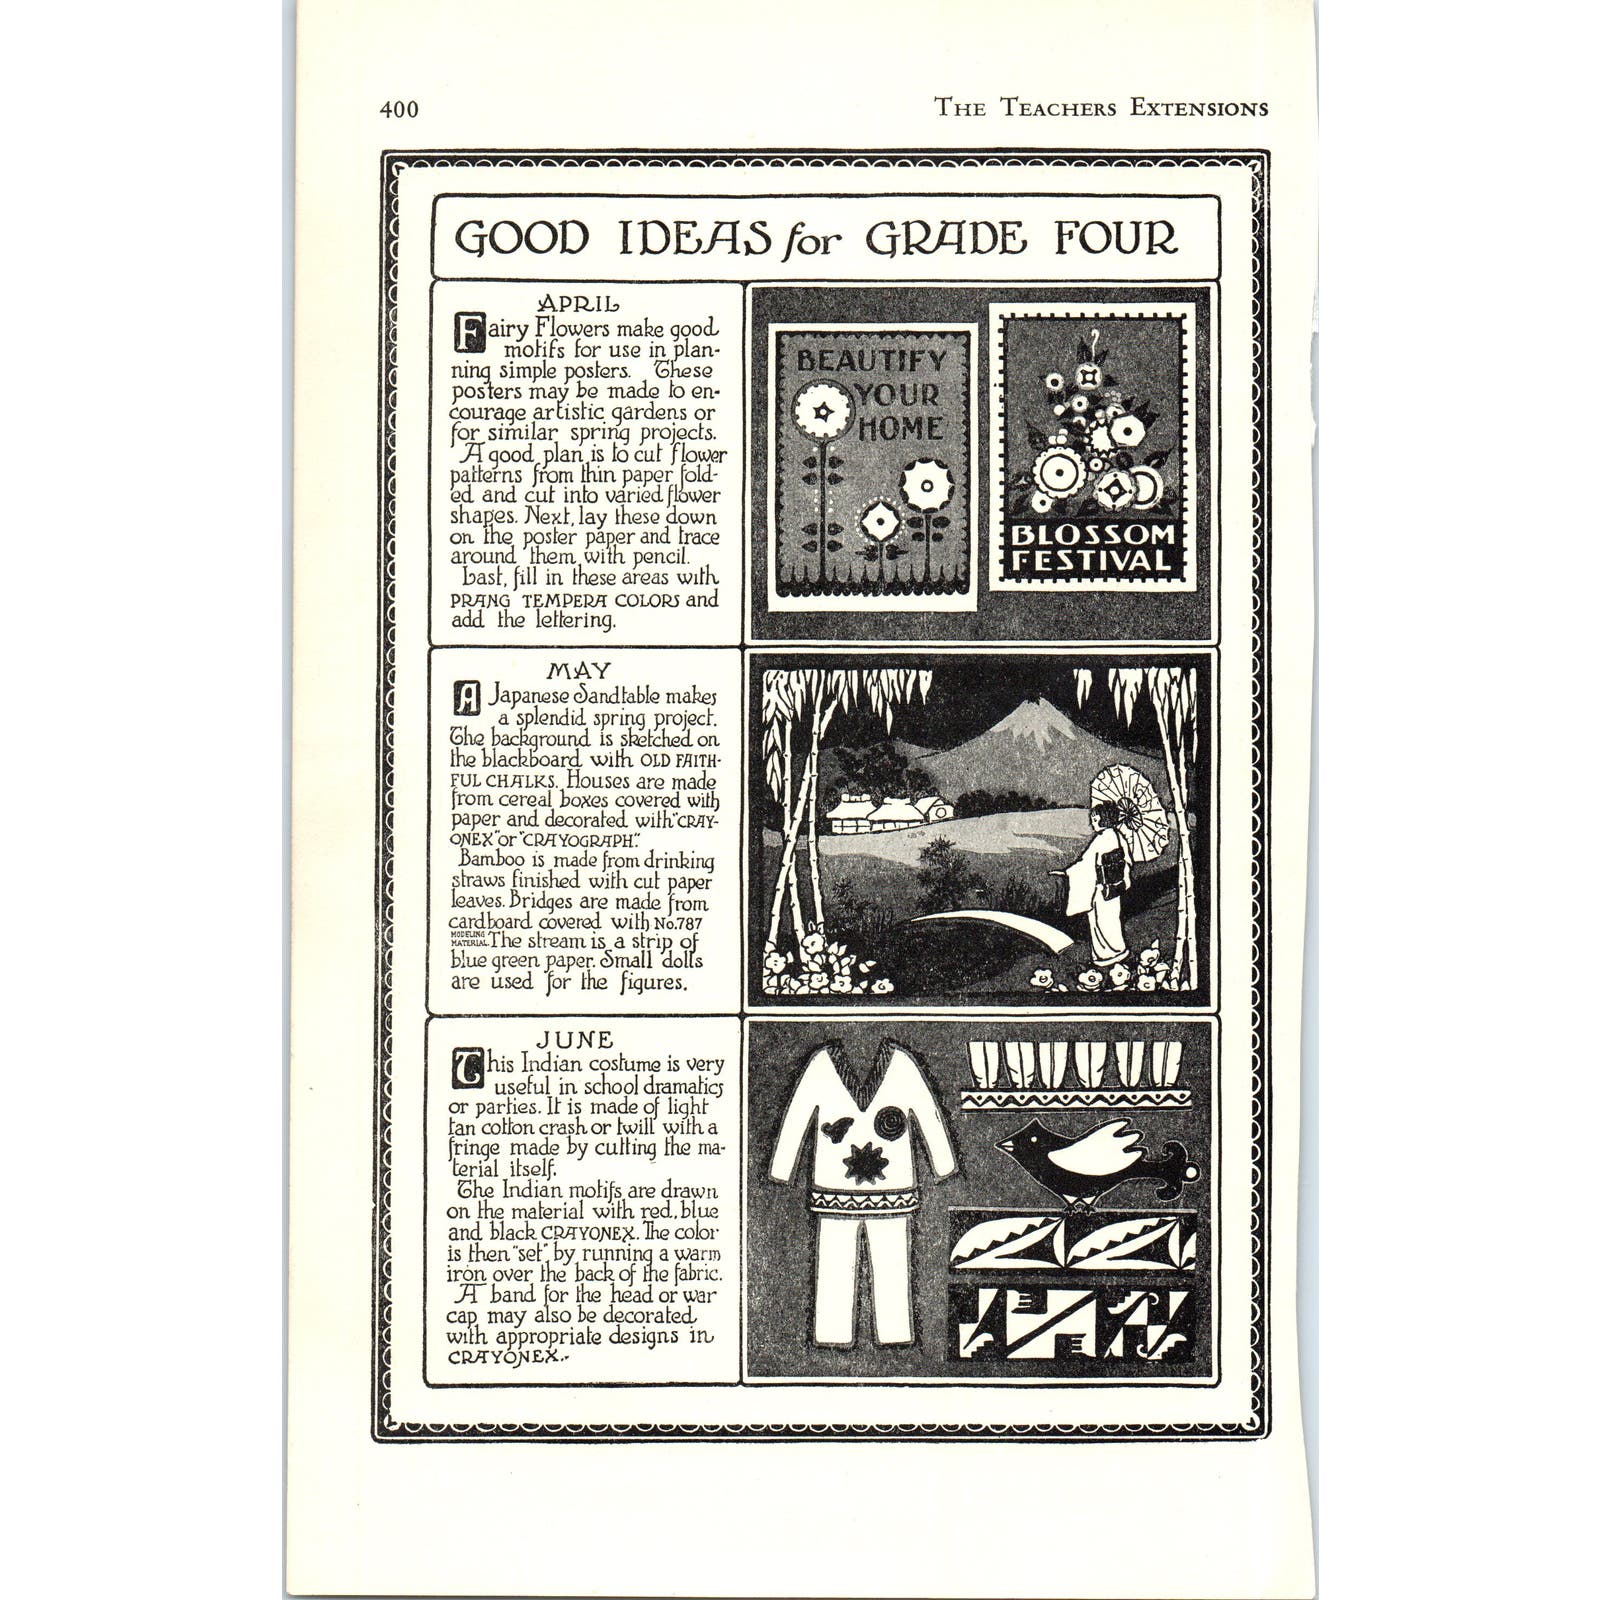 400
THE TEACHERS EXTENSIONS
GOOD IDEAS for GRADE FOUR
APRIL
Fairy Flowers make good
motifs for use in plan-
ning simple posters. These
posters may be made to en-
courage artistic gardens or
for similar spring projects.
A good plan is to cut flower
patterns from thin paper fold-
ed and cut into varied flower
shapes. Next, lay these down
on the poster paper and trace
around them with pencil.
Last, fill in these areas with
PRANG TEMPERA COLORS and
add the lettering.
BEAUTIFY
YOUR
HOME
BLOSSOM
FESTIVAL
MAY
A Japanese Sandtable makes
a splendid spring project.
The background is sketched on
the blackboard with OLD FAITH-
FUL CHALKS. Houses are made
from cereal boxes covered with
paper and decorated with "CRAY-
ONEX" or "CRAYOGRAPH".
Bamboo is made from drinking
straws finished with cut paper
leaves. Bridges are made from
cardboard covered with No. 787
MODELING MATERIAL. The stream is a strip of
blue green paper. Small dolls
are used for the figures.
JUNE
This Indian costume is very
useful in school dramatics
or parties. It is made of light
tan cotton crash or twill with a
fringe made by cutting the ma-
terial itself.
The Indian motifs are drawn
on the material with red, blue
and black CRAYONEX. The color
is then "set" by running a warm
iron over the back of the fabric.
A band for the head or war
cap may also be decorated
with appropriate designs in
CRAYONEX.-